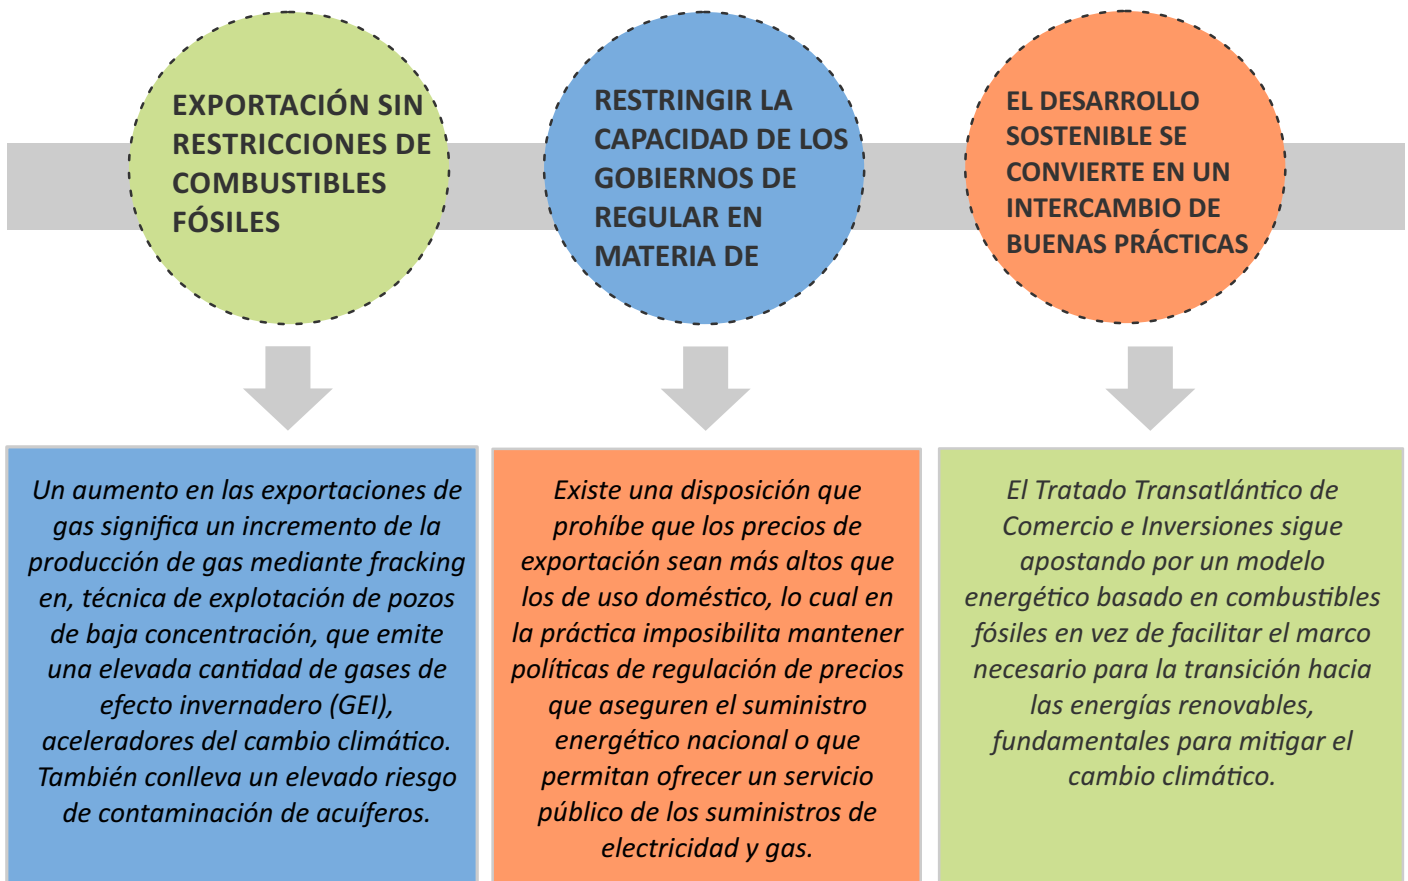 EXPORTACIÓN SIN
RESTRICCIONES DE
COMBUSTIBLES
FÓSILES
RESTRINGIR LA
CAPACIDAD DE LOS
GOBIERNOS DE
REGULAR EN
MATERIA DE
EL DESARROLLO
SOSTENIBLE SE
CONVIERTE EN UN
INTERCAMBIO DE
BUENAS PRÁCTICAS
Un aumento en las exportaciones de
gas significa un incremento de la
producción de gas mediante fracking
en, técnica de explotación de pozos
de baja concentración, que emite
una elevada cantidad de gases de
efecto invernadero (GEI),
aceleradores del cambio climático.
También conlleva un elevado riesgo
de contaminación de acuíferos.
Existe una disposición que
prohíbe que los precios de
exportación sean más altos que
los de uso doméstico, lo cual en
la práctica imposibilita mantener
políticas de regulación de precios
que aseguren el suministro
energético nacional o que
permitan ofrecer un servicio
público de los suministros de
electricidad y gas.
El Tratado Transatlántico de
Comercio e Inversiones sigue
apostando por un modelo
energético basado en combustibles
fósiles en vez de facilitar el marco
necesario para la transición hacia
las energías renovables,
fundamentales para mitigar el
cambio climático.